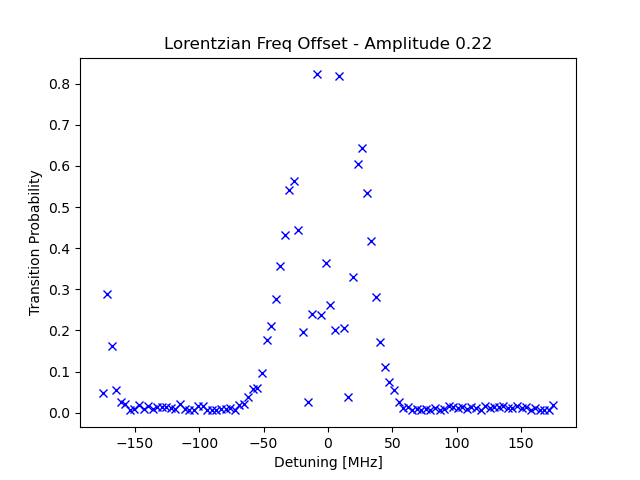 Lorentzian Freq Offset - Amplitude 0.22
Transition Probability
0.8
0.7
0.6
0.5
0.4
0.3
0.2
0.1
0.0
−150 −100 −50 0 50 100 150
Detuning [MHz]